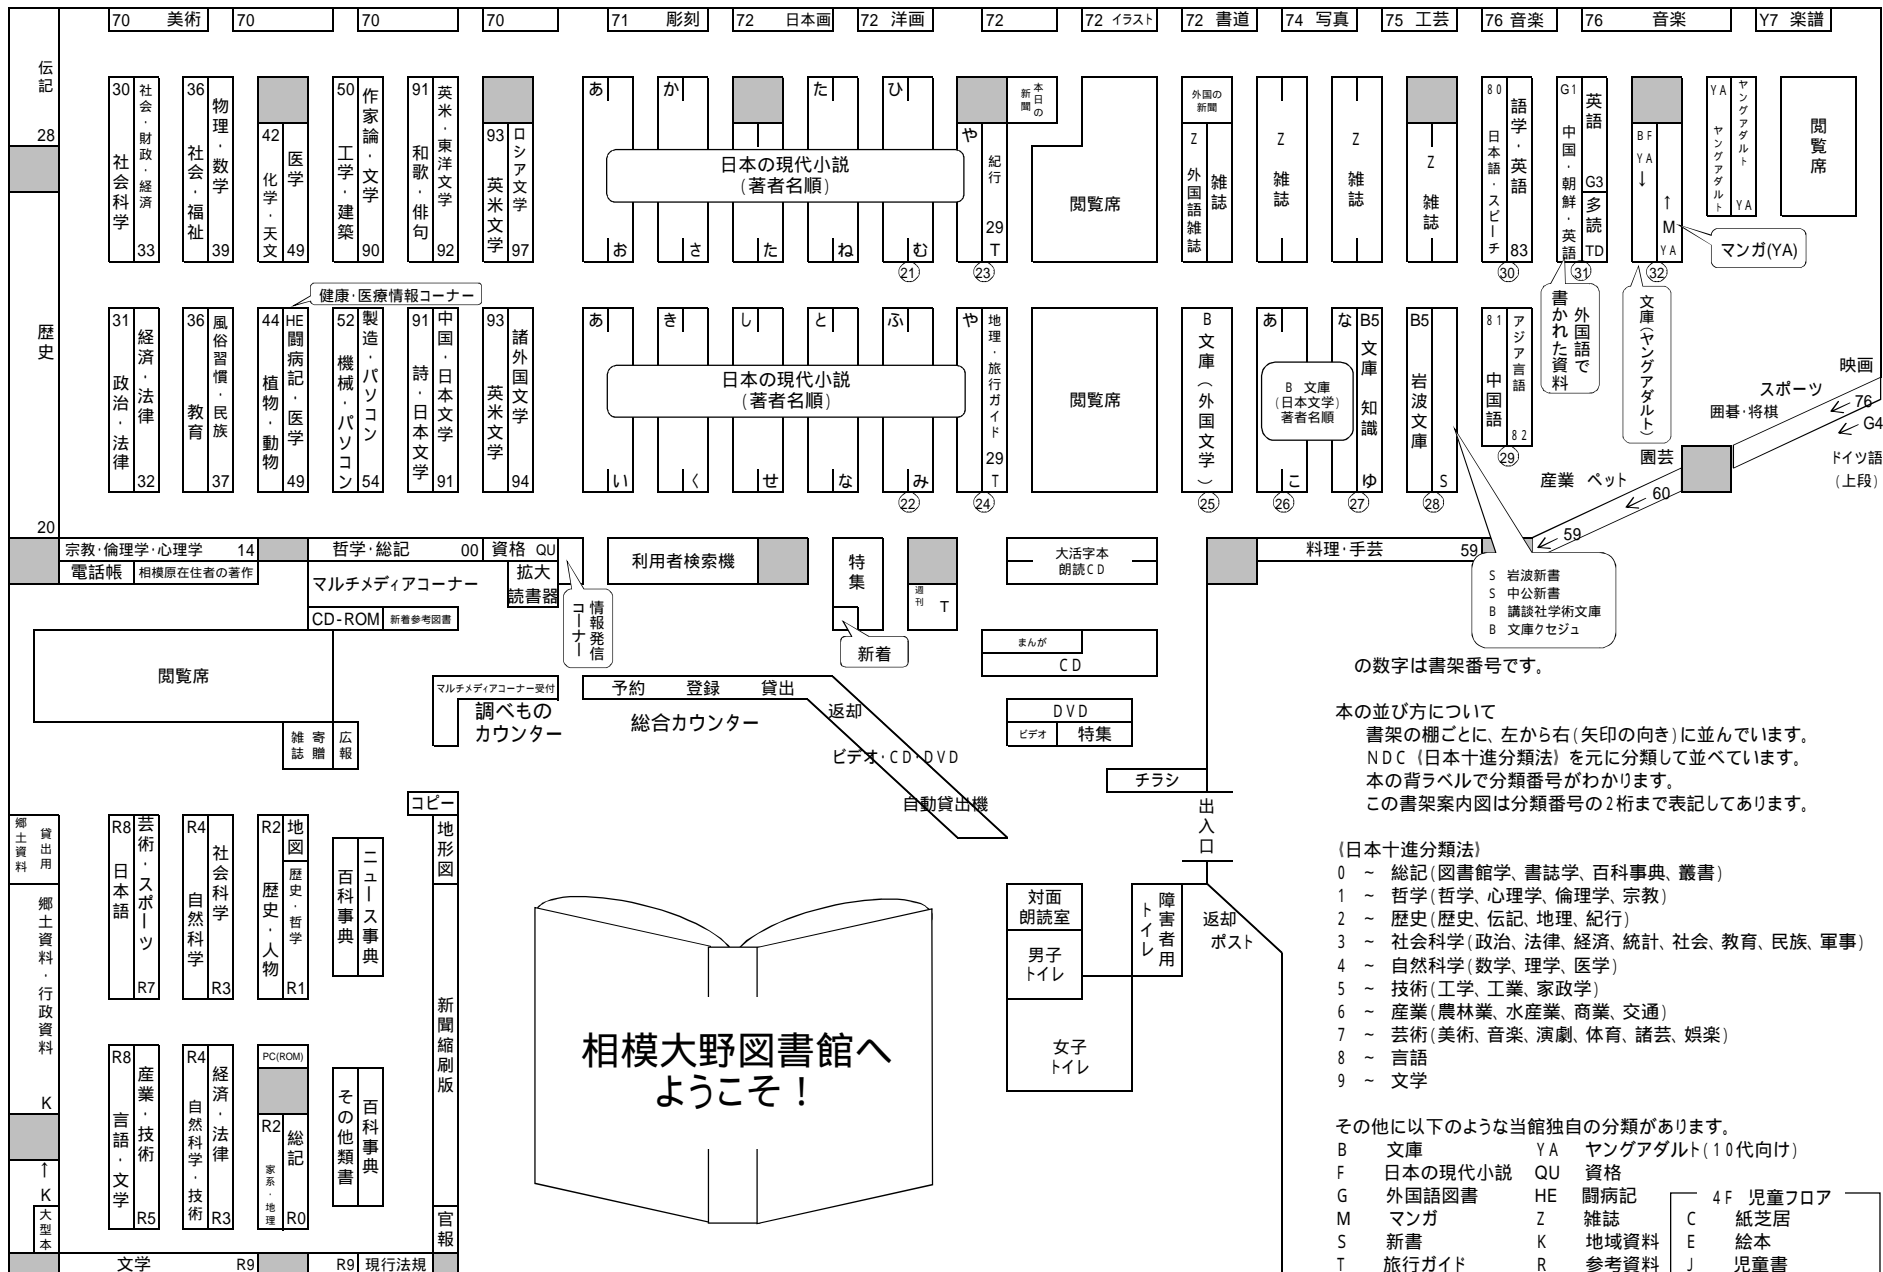 70 美術
70
70
70
71 彫刻
72 日本画
72 洋画
72
72 イラスト
72 書道
74 写真
75 工芸
76 音楽
76 音楽
Y7 楽譜
伝記
28
歴史
20
30 社会科学
社会・財政・経済 33
36 社会・福祉
物理・数学 39
42 化学・天文
医学 49
50 工学・建築
作家論・文学 90
91 和歌・俳句
英米・東洋文学 92
93 英米文学
ロシア文学 97
あ お
か さ
た
た ね
ひ む
㉑
日本の現代小説
(著者名順)
や
紀行 29 T
㉓
本日の新聞
閲覧席
外国の新聞
Z 外国語雑誌
雑誌
Z 雑誌
Z 雑誌
Z 雑誌
80 日本語・スピーチ
語学・英語 83
㉚
G1 中国・朝鮮・英語
英語 G3
多読 TD
㉛
外国語で書かれた資料
BF YA↓
↑M YA
㉜
文庫(ヤングアダルト)
マンガ(YA)
YA ヤングアダルト
ヤングアダルト YA
閲覧席
健康・医療情報コーナー
31 政治・法律
経済・法律 32
36 教育
風俗習慣・民族 37
44 植物・動物
HE 闘病記・医学 49
52 機械・パソコン
製造・パソコン 54
91 詩・日本文学
中国・日本文学 91
93 英米文学
諸外国文学 94
あ い
き く
し せ
と な
ふ み
㉒
日本の現代小説
(著者名順)
や
地理・旅行ガイド 29 T
㉔
閲覧席
B 文庫(外国文学)
㉕
あ こ
㉖
な
B5 文庫 知識 ゆ
㉗
B 文庫
(日本文学)
著者名順
B5 岩波文庫 S
㉘
81 中国語
アジア言語 82
㉙
映画
スポーツ
囲碁・将棋
← 76
← G4
ドイツ語
(上段)
園芸
産業 ペット
← 60
← 59
料理・手芸 59
S 岩波新書
S 中公新書
B 講談社学術文庫
B 文庫クセジュ
宗教・倫理学・心理学 14
哲学・総記 00
資格 QU
電話帳
相模原在住者の著作
マルチメディアコーナー
拡大
読書器
CD-ROM
新着参考図書
情報発信コーナー
利用者検索機
特集
新着
週刊 T
大活字本
朗読CD
まんが
CD
DVD
ビデオ
特集
閲覧席
マルチメディアコーナー受付
調べもの
カウンター
予約 登録 貸出
返却
総合カウンター
ビデオ・CD・DVD
自動貸出機
寄贈雑誌
広報
チラシ
出入口
コピー
地形図
新聞縮刷版
官報
郷土資料 貸出用
郷土資料・行政資料
K
↑
K
大型本
R8 日本語
芸術・スポーツ R7
R4 自然科学
社会科学 R3
R2 歴史・人物
地図
歴史・哲学 R1
百科事典
ニュース事典
R8 言語・文学
産業・技術 R5
R4 自然科学・技術
経済・法律 R3
PC(ROM)
R2 家系・地理
総記 R0
その他類書
百科事典
文学 R9
R9 現行法規
相模大野図書館へ
ようこそ!
対面
朗読室
男子
トイレ
女子
トイレ
障害者用トイレ
返却
ポスト
の数字は書架番号です。
本の並び方について
書架の棚ごとに、左から右(矢印の向き)に並んでいます。
NDC(日本十進分類法)を元に分類して並べています。
本の背ラベルで分類番号がわかります。
この書架案内図は分類番号の2桁まで表記してあります。
(日本十進分類法)
0 ~ 総記(図書館学、書誌学、百科事典、叢書)
1 ~ 哲学(哲学、心理学、倫理学、宗教)
2 ~ 歴史(歴史、伝記、地理、紀行)
3 ~ 社会科学(政治、法律、経済、統計、社会、教育、民族、軍事)
4 ~ 自然科学(数学、理学、医学)
5 ~ 技術(工学、工業、家政学)
6 ~ 産業(農林業、水産業、商業、交通)
7 ~ 芸術(美術、音楽、演劇、体育、諸芸、娯楽)
8 ~ 言語
9 ~ 文学
その他に以下のような当館独自の分類があります。
B 文庫 YA ヤングアダルト(10代向け)
F 日本の現代小説 QU 資格
G 外国語図書 HE 闘病記
M マンガ Z 雑誌
S 新書 K 地域資料
T 旅行ガイド R 参考資料
4F 児童フロア
C 紙芝居
E 絵本
J 児童書